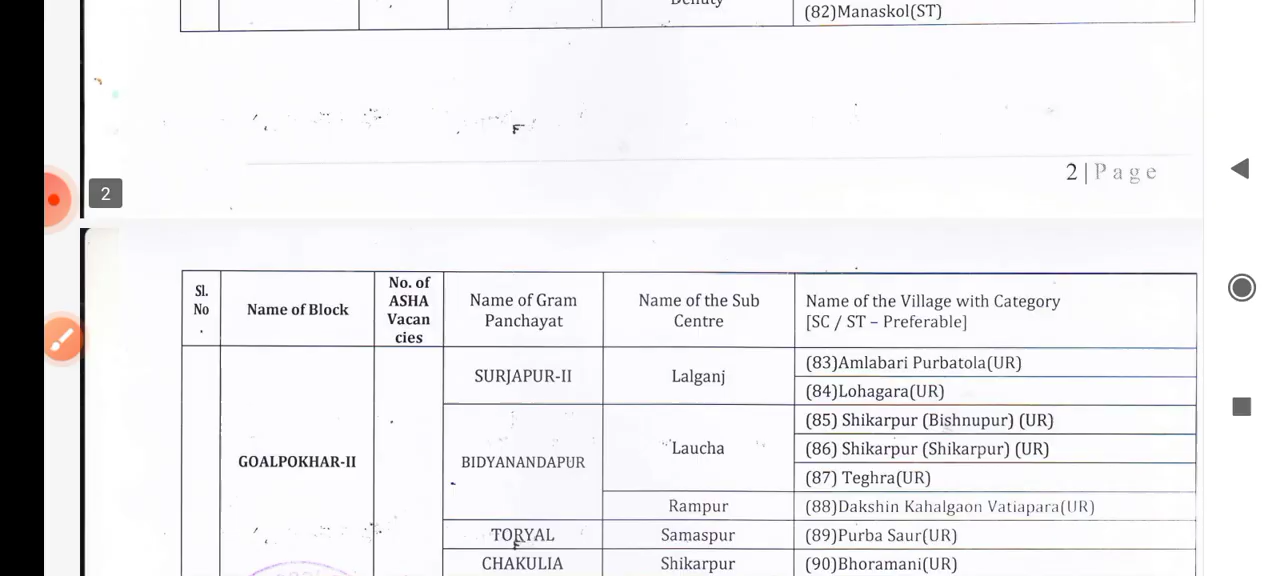 (82)Manaskol(ST)
2|Page
2
Sl. No .
Name of Block
No. of ASHA Vacan cies
Name of Gram Panchayat
Name of the Sub Centre
Name of the Village with Category [SC / ST – Preferable]
GOALPOKHAR-II
SURJAPUR-II
Lalganj
(83)Amlabari Purbatola(UR)
(84)Lohagara(UR)
BIDYANANDAPUR
Laucha
(85) Shikarpur (Bishnupur) (UR)
(86) Shikarpur (Shikarpur) (UR)
(87) Teghra(UR)
Rampur
(88)Dakshin Kahalgaon Vatiapara(UR)
TORYAL
Samaspur
(89)Purba Saur(UR)
CHAKULIA
Shikarpur
(90)Bhoramani(UR)